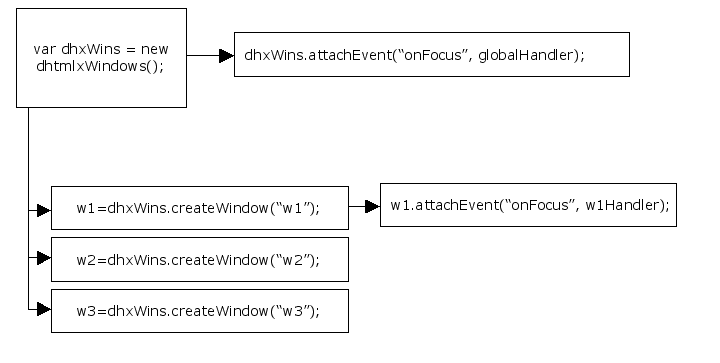 var dhxWins = new
dhtmlxWindows();
dhxWins.attachEvent(“onFocus”, globalHandler);
w1=dhxWins.createWindow(“w1”);
w1.attachEvent(“onFocus”, w1Handler);
w2=dhxWins.createWindow(“w2”);
w3=dhxWins.createWindow(“w3”);